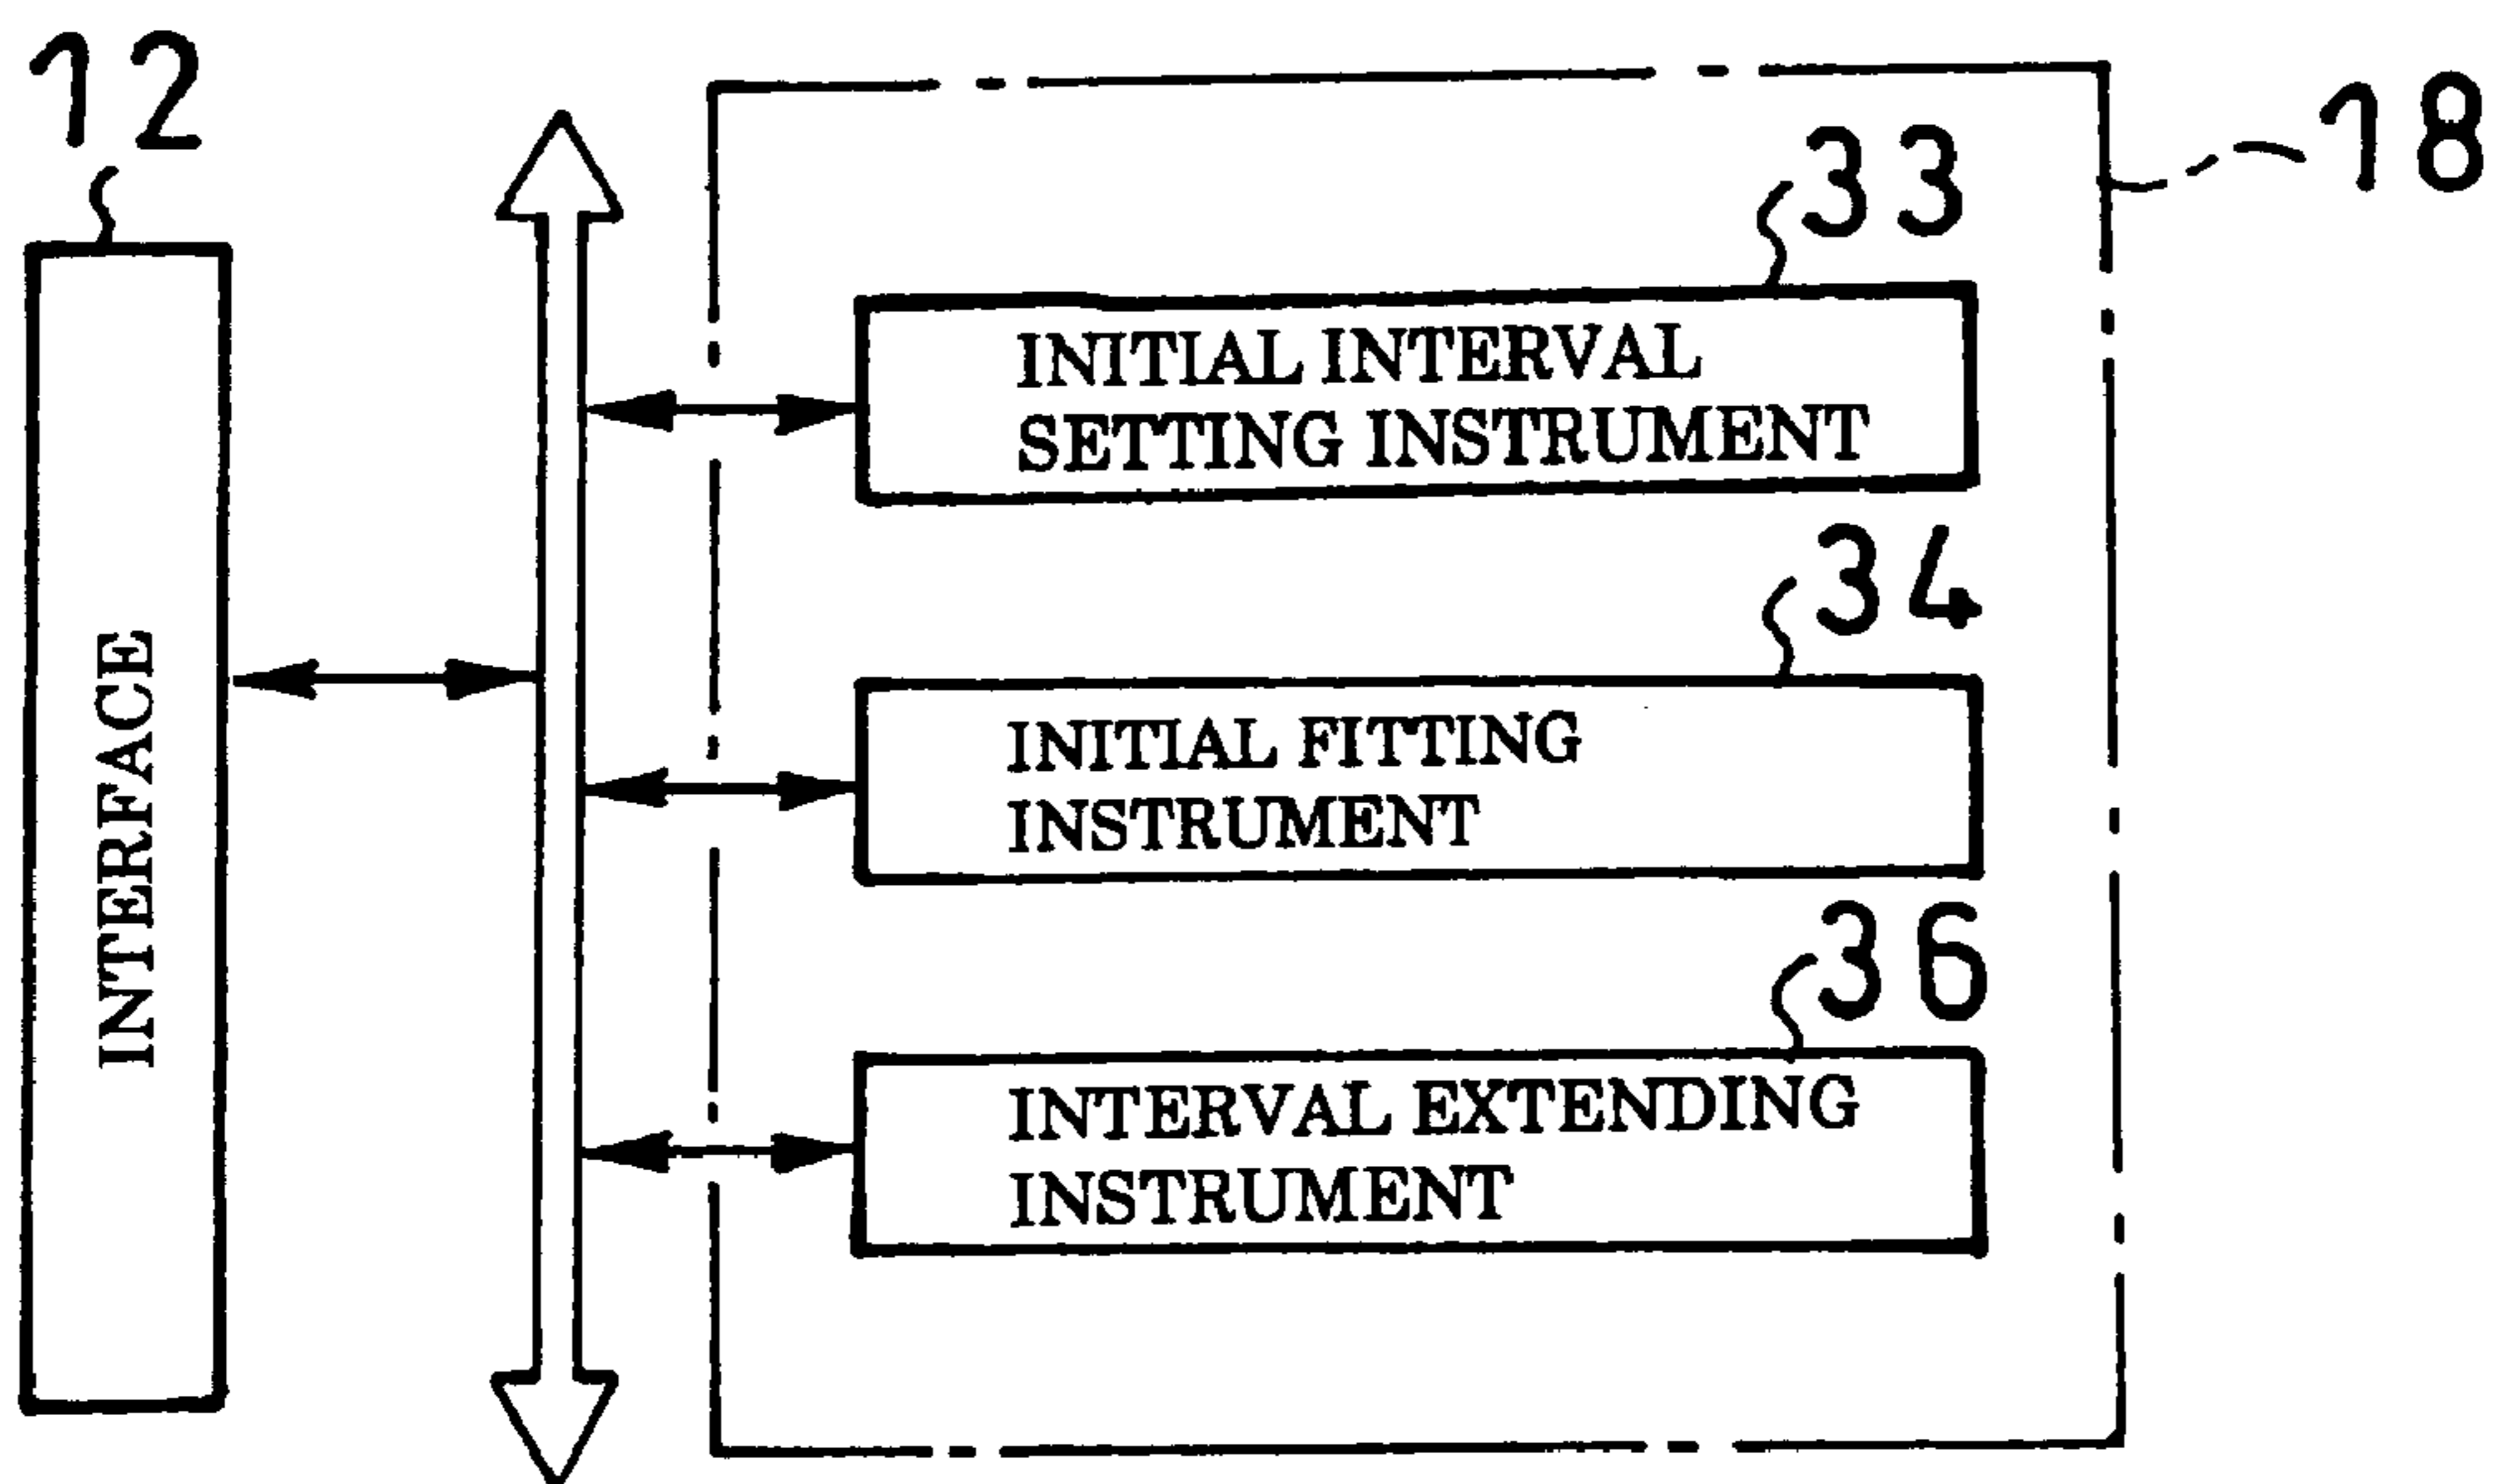 12
18
33
INITIAL INTERVAL
SETTING INSTRUMENT
34
INITIAL FITTING
INSTRUMENT
INTERFACE
36
INTERVAL EXTENDING
INSTRUMENT